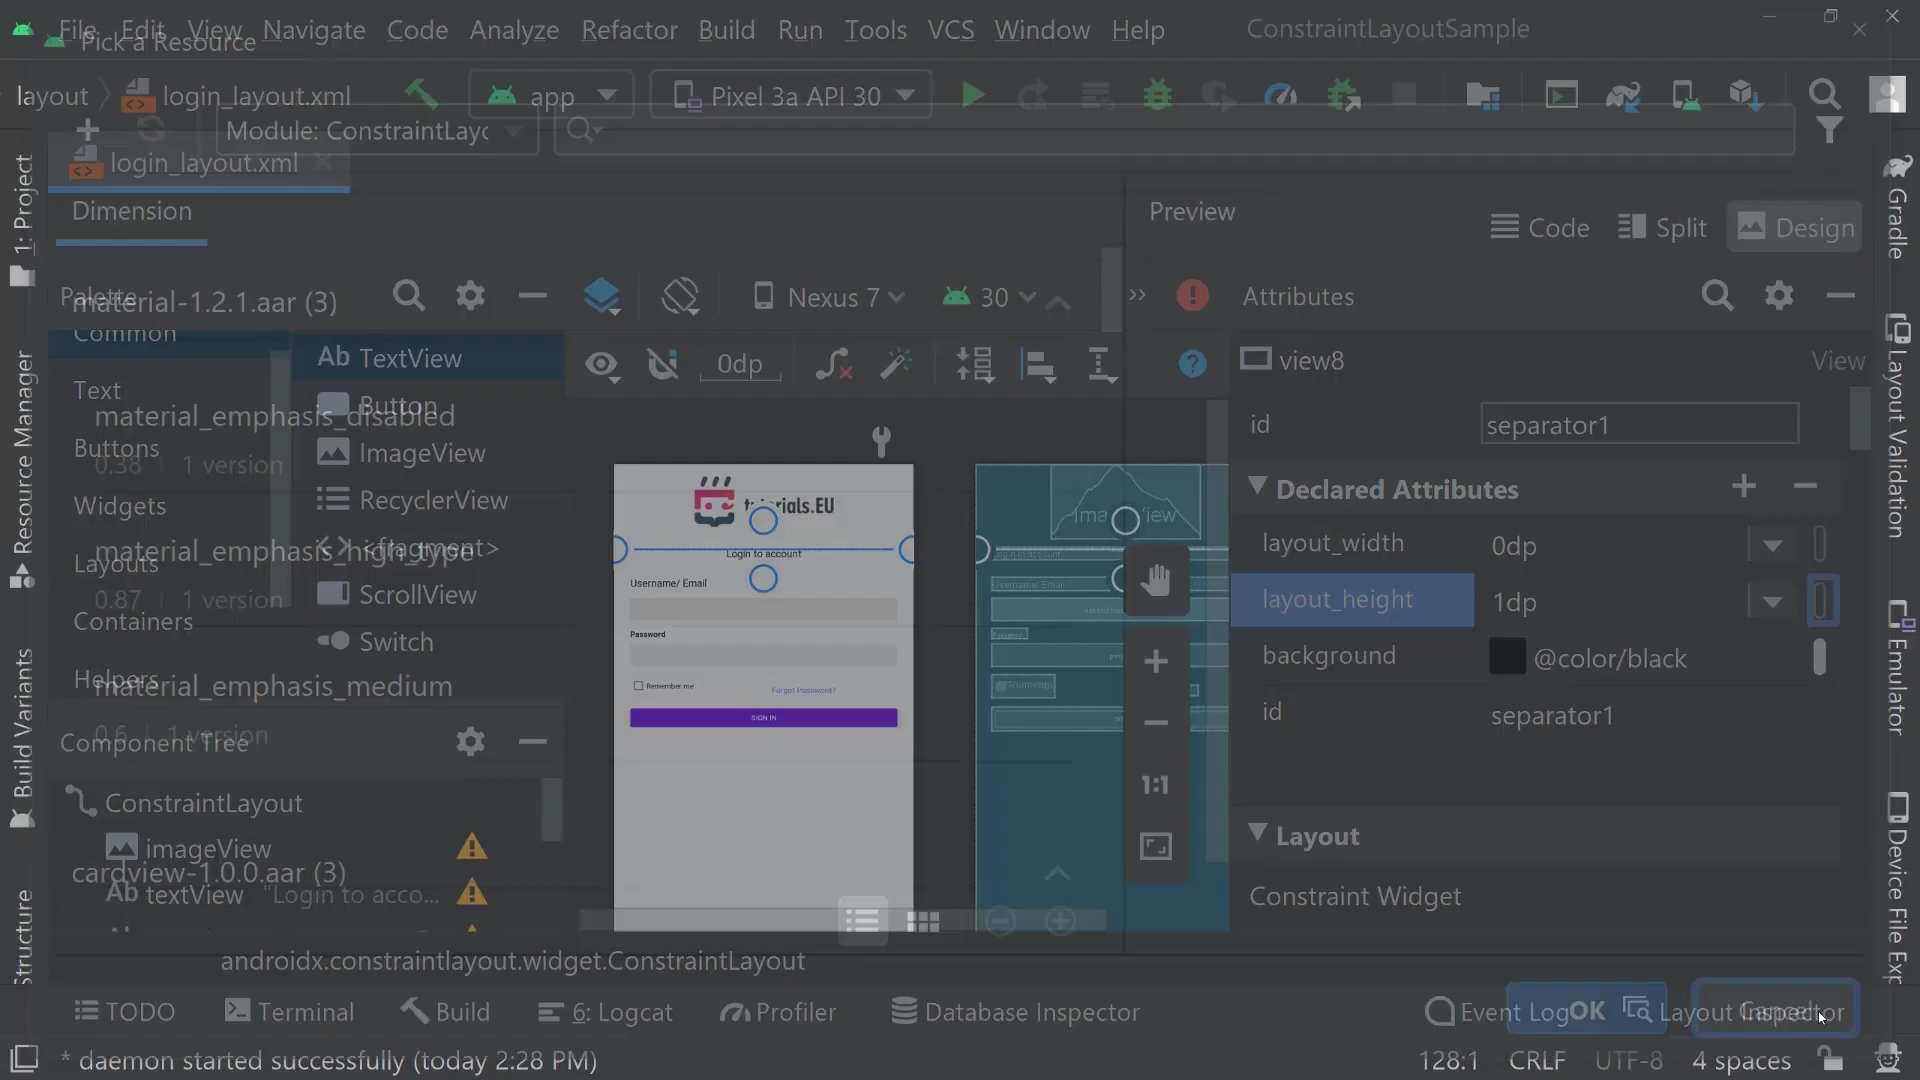 File Edit View Navigate Code Analyze Refactor Build Run Tools VCS Window Help ConstraintLayoutSample
Pick a Resource
layout login_layout.xml app Pixel 3a API 30
Module: ConstraintLayc
login_layout.xml
Dimension
Preview
Code Split Design
Palette
material-1.2.1.aar (3)
Nexus 7 30
Attributes
Common
Ab TextView
0dp
view8 View
Text
Button
material_emphasis_disabled
id separator1
Buttons
ImageView
0.38 1 version
Declared Attributes
Widgets
RecyclerView
tutorials.EU
material_emphasis_high_type
<fragment>
Login to account
layout_width 0dp
Layouts
Username/ Email
ScrollView
0.87 1 version
layout_height 1dp
Containers
Password
Switch
background @color/black
Helpers
material_emphasis_medium
Remember me Forgot Password?
id separator1
SIGN IN
0.6 1 version
Component Tree
ConstraintLayout
1:1
Layout
imageView
cardview-1.0.0.aar (3)
Ab textView "Login to acco...
Constraint Widget
androidx.constraintlayout.widget.ConstraintLayout
TODO Terminal Build 6: Logcat Profiler Database Inspector Event Log OK Layout Inspector Cancel
* daemon started successfully (today 2:28 PM) 128:1 CRLF UTF-8 4 spaces
1: Project
Resource Manager
Build Variants
Structure
Gradle
Layout Validation
Emulator
Device File Exp